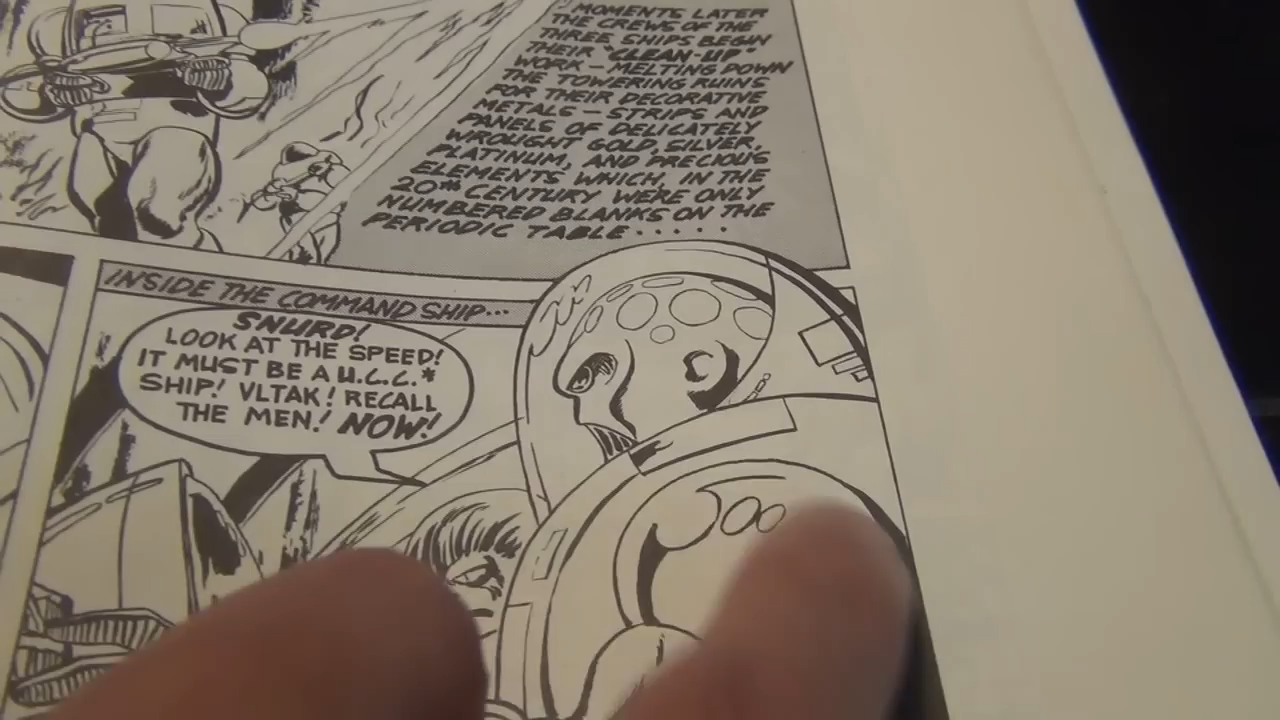 MOMENTS LATER
THE CREWS OF THE
THREE SHIPS BEGIN
THEIR "CLEAN-UP"
WORK — MELTING DOWN
THE TOWERING RUINS
FOR THEIR DECORATIVE
METALS — STRIPS AND
PANELS OF DELICATELY
WROUGHT GOLD, SILVER,
PLATINUM, AND PRECIOUS
ELEMENTS WHICH, IN THE
20TH CENTURY WERE ONLY
NUMBERED BLANKS ON THE
PERIODIC TABLE . . . . .
INSIDE THE COMMAND SHIP...
SNURD!
LOOK AT THE SPEED!
IT MUST BE A U.L.C.*
SHIP! VLTAK! RECALL
THE MEN! NOW!